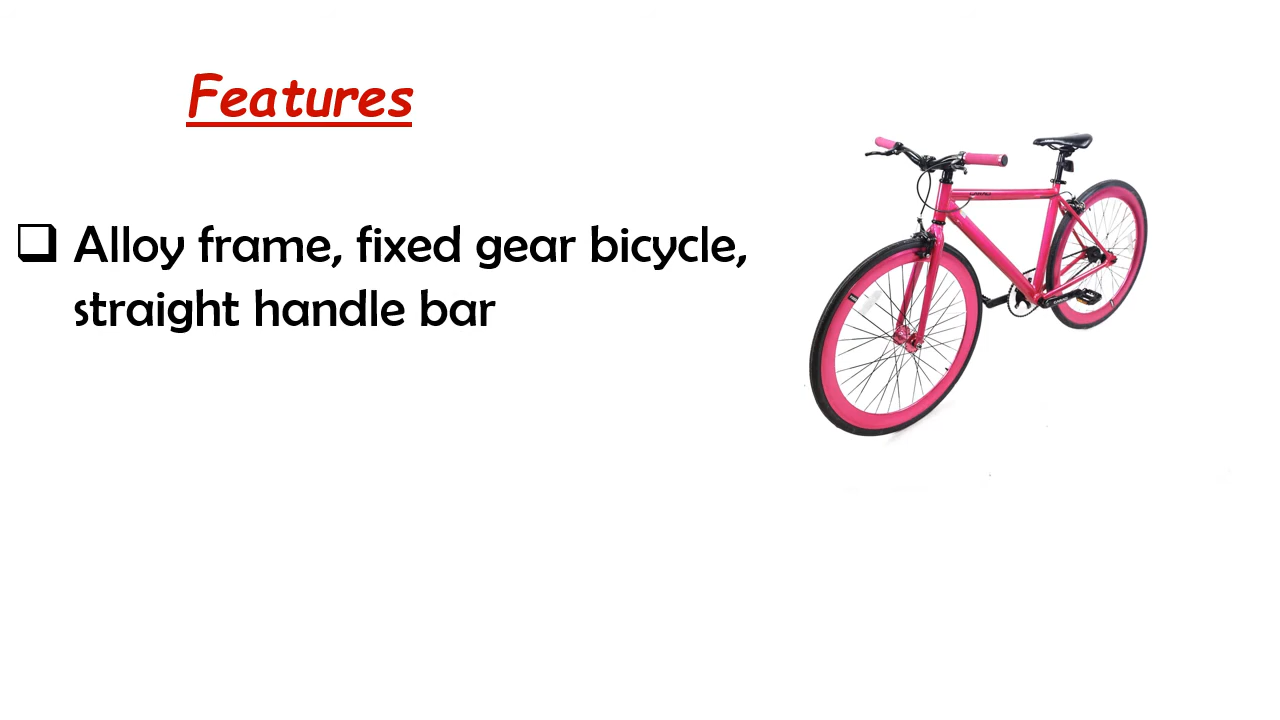 Features
Alloy frame, fixed gear bicycle,
straight handle bar